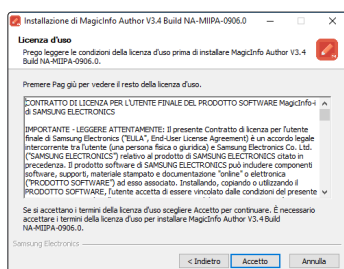 Installazione di MagicInfo Author V3.4 Build NA-MIIPA-0906.0
Licenza d'uso
Prego leggere le condizioni della licenza d'uso prima di installare MagicInfo Author V3.4
Build NA-MIIPA-0906.0.
Premere Pag giù per vedere il resto della licenza d'uso.
CONTRATTO DI LICENZA PER L'UTENTE FINALE DEL PRODOTTO SOFTWARE MagicInfo-i
di SAMSUNG ELECTRONICS
IMPORTANTE - LEGGERE ATTENTAMENTE: Il presente Contratto di licenza per l'utente
finale di Samsung Electronics ("EULA", End-User License Agreement) è un accordo legale
intercorrente tra l'utente (una persona fisica o giuridica) e Samsung Electronics Co. Ltd.
("SAMSUNG ELECTRONICS") relativo al prodotto di SAMSUNG ELECTRONICS citato in
precedenza. Il prodotto software di SAMSUNG ELECTRONICS può includere componenti
software, supporti, materiale stampato e documentazione "online" o elettronica
("PRODOTTO SOFTWARE") ad esso associati. Installando, copiando o utilizzando il
PRODOTTO SOFTWARE, l'utente accetta di essere vincolato dalle condizioni del presente
Se si accettano i termini della licenza d'uso scegliere Accetto per continuare. È necessario
accettare i termini della licenza d'uso per installare MagicInfo Author V3.4 Build
NA-MIIPA-0906.0.
Samsung Electronics
< Indietro Accetto Annulla